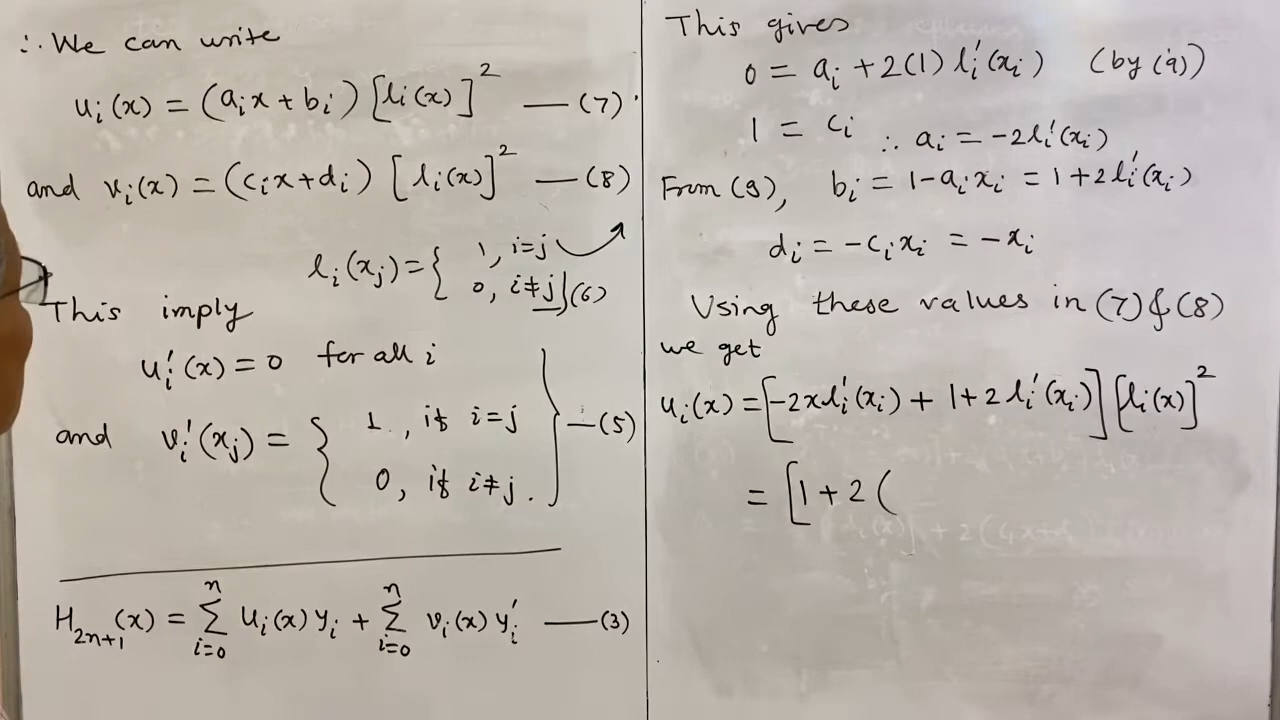 ∴ We can write
uᵢ(x) = (aᵢx + bᵢ) [lᵢ(x)]² — (7)
and vᵢ(x) = (cᵢx + dᵢ) [lᵢ(x)]² — (8)
lᵢ(xⱼ) = { 1, i=j
0, i≠j } (6)
This imply
uᵢ'(x) = 0 for all i
and vᵢ'(xⱼ) = { 1, if i=j
0, if i≠j. } — (5)
H₂ₙ₊₁(x) = ∑ᵢ₌₀ⁿ uᵢ(x) yᵢ + ∑ᵢ₌₀ⁿ vᵢ(x) yᵢ' — (3)
This gives
0 = aᵢ + 2(1) lᵢ'(xᵢ) (by (9))
1 = cᵢ ∴ aᵢ = -2lᵢ'(xᵢ)
From (9), bᵢ = 1 - aᵢxᵢ = 1 + 2lᵢ'(xᵢ)
dᵢ = -cᵢxᵢ = -xᵢ
Using these values in (7) & (8)
we get
uᵢ(x) = [-2xlᵢ'(xᵢ) + 1 + 2lᵢ'(xᵢ)] [lᵢ(x)]²
= [1 + 2(